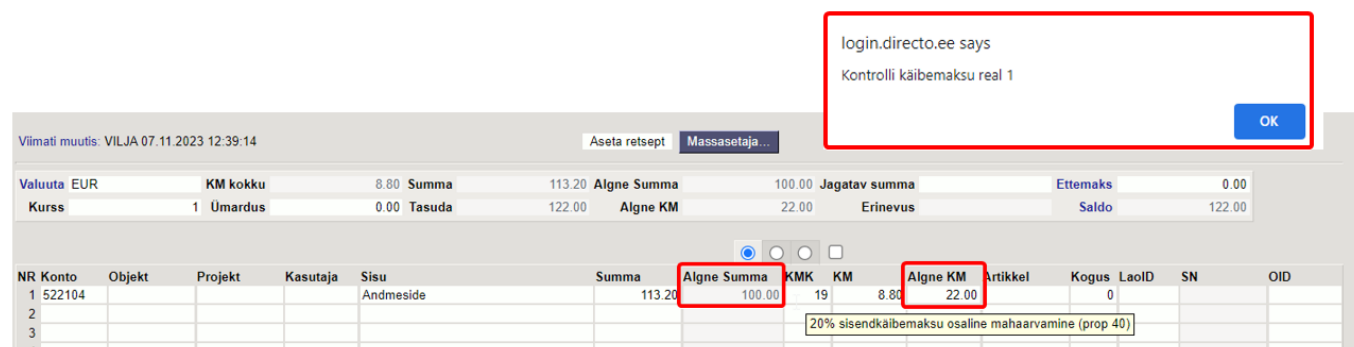 login.directo.ee says
Kontrolli käibemaksu real 1
OK
Viimati muutis: VILJA 07.11.2023 12:39:14 Aseta retsept Massasetaja...
Valuuta EUR KM kokku 8.80 Summa 113.20 Algne Summa 100.00 Jagatav summa Ettemaks 0.00
Kurss 1 Ümardus 0.00 Tasuda 122.00 Algne KM 22.00 Erinevus Saldo 122.00
NR Konto Objekt Projekt Kasutaja Sisu Summa Algne Summa KMK KM Algne KM Artikkel Kogus LaoID SN OID
1 522104 Andmeside 113.20 100.00 19 8.80 22.00 0
2
20% sisendkäibemaksu osaline mahaarvamine (prop 40)
3